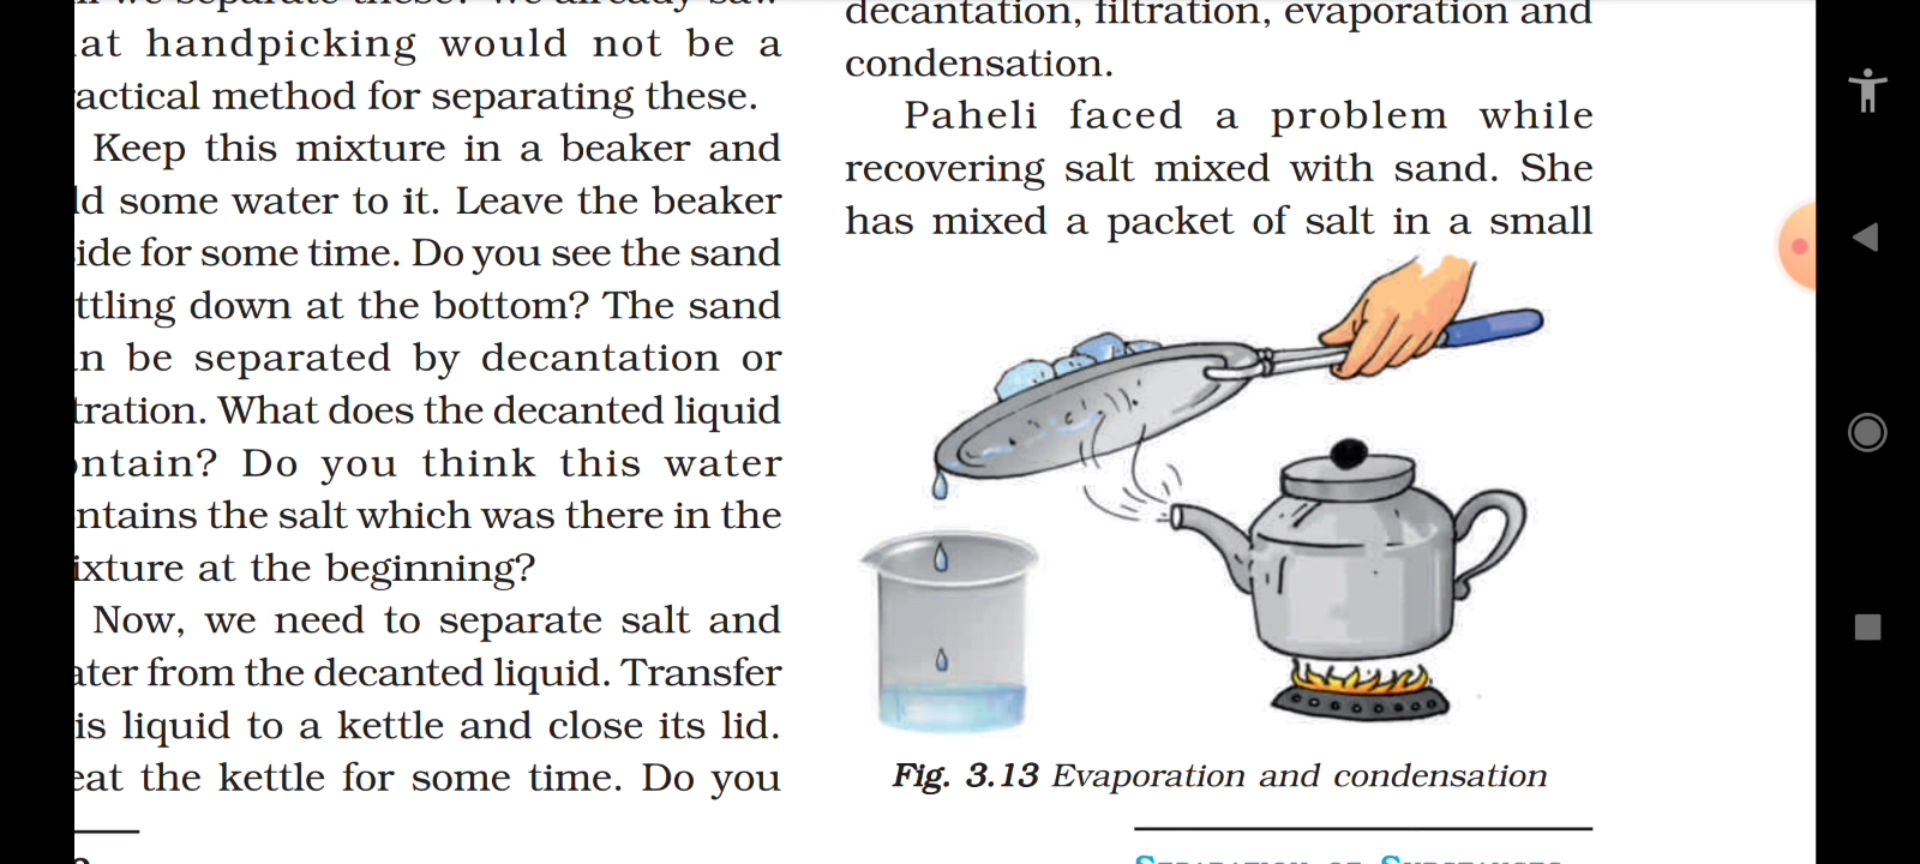 at handpicking would not be a
actical method for separating these.
Keep this mixture in a beaker and
d some water to it. Leave the beaker
ide for some time. Do you see the sand
ttling down at the bottom? The sand
n be separated by decantation or
tration. What does the decanted liquid
ntain? Do you think this water
ntains the salt which was there in the
ixture at the beginning?
Now, we need to separate salt and
ater from the decanted liquid. Transfer
is liquid to a kettle and close its lid.
eat the kettle for some time. Do you
decantation, filtration, evaporation and
condensation.
Paheli faced a problem while
recovering salt mixed with sand. She
has mixed a packet of salt in a small
Fig. 3.13 Evaporation and condensation